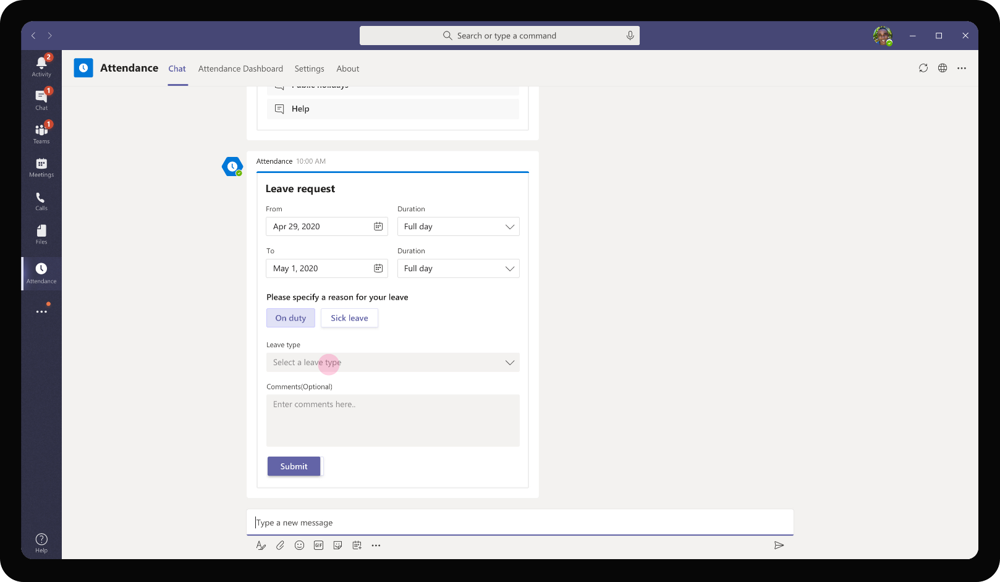 Search or type a command
2
Activity
1
Chat
1
Teams
Meetings
Calls
Files
Attendance
Help
Attendance Chat Attendance Dashboard Settings About
Public holidays
Help
Attendance 10:00 AM
Leave request
From Duration
Apr 29, 2020 Full day
To Duration
May 1, 2020 Full day
Please specify a reason for your leave
On duty Sick leave
Leave type
Select a leave type
Comments(Optional)
Enter comments here..
Submit
Type a new message
GIF